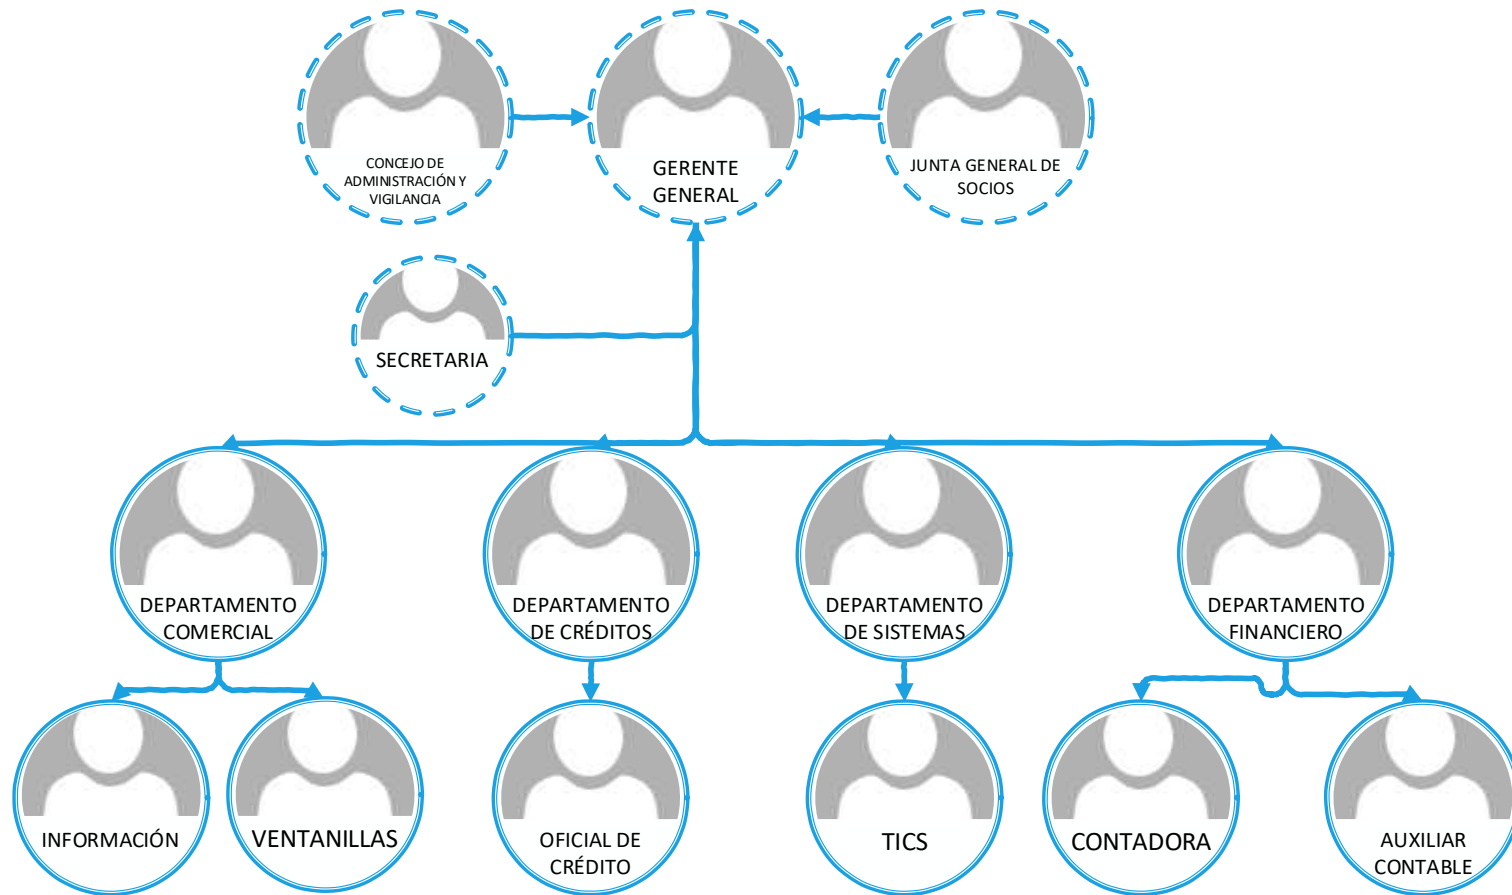 CONCEJO DE
ADMINISTRACIÓN Y
VIGILANCIA
GERENTE
GENERAL
JUNTA GENERAL DE
SOCIOS
SECRETARIA
DEPARTAMENTO
COMERCIAL
DEPARTAMENTO
DE CRÉDITOS
DEPARTAMENTO
DE SISTEMAS
DEPARTAMENTO
FINANCIERO
INFORMACIÓN
VENTANILLAS
OFICIAL DE
CRÉDITO
TICS
CONTADORA
AUXILIAR
CONTABLE